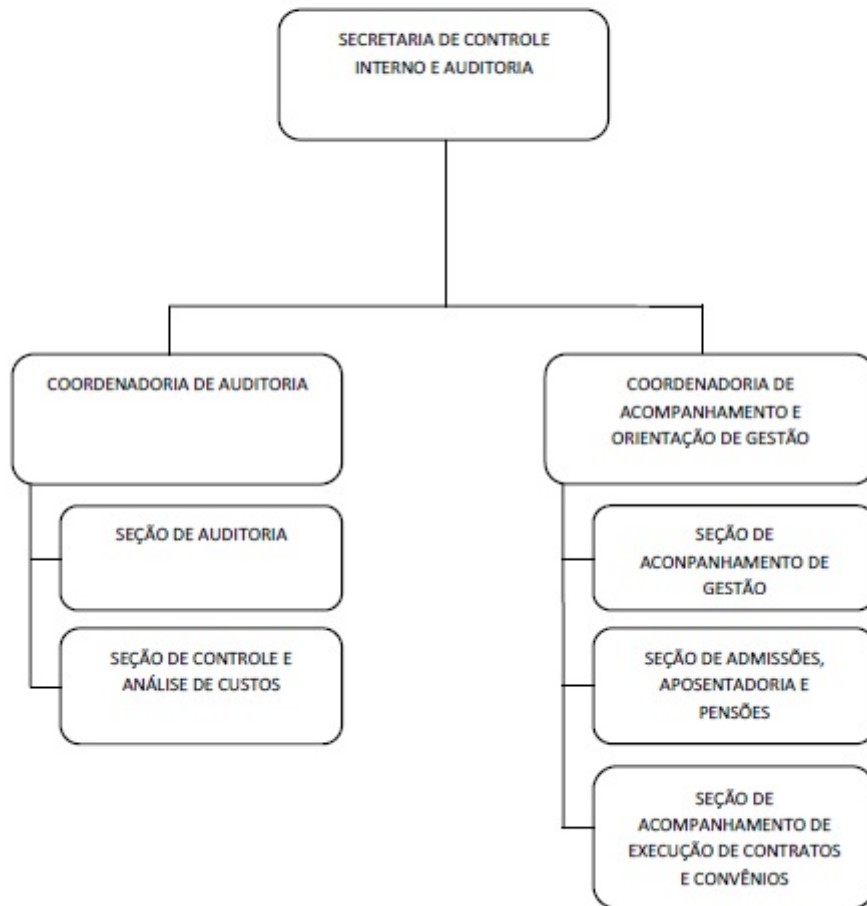 SECRETARIA DE CONTROLE
INTERNO E AUDITORIA
COORDENADORIA DE AUDITORIA
SEÇÃO DE AUDITORIA
SEÇÃO DE CONTROLE E
ANÁLISE DE CUSTOS
COORDENADORIA DE
ACOMPANHAMENTO E
ORIENTAÇÃO DE GESTÃO
SEÇÃO DE
ACONPANHAMENTO DE
GESTÃO
SEÇÃO DE ADMISSÕES,
APOSENTADORIA E
PENSÕES
SEÇÃO DE
ACOMPANHAMENTO DE
EXECUÇÃO DE CONTRATOS
E CONVÊNIOS